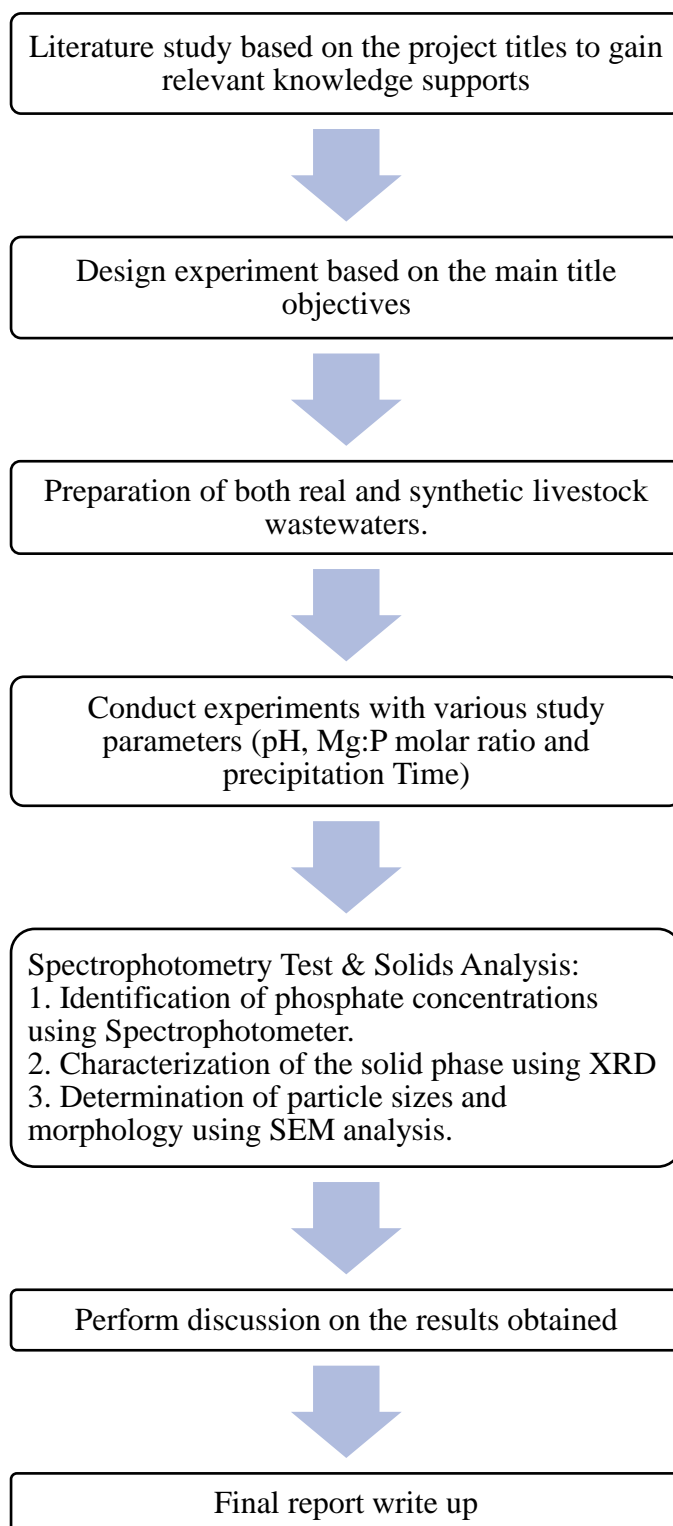 Literature study based on the project titles to gain
relevant knowledge supports
Design experiment based on the main title
objectives
Preparation of both real and synthetic livestock
wastewaters.
Conduct experiments with various study
parameters (pH, Mg:P molar ratio and
precipitation Time)
Spectrophotometry Test & Solids Analysis:
1. Identification of phosphate concentrations
using Spectrophotometer.
2. Characterization of the solid phase using XRD
3. Determination of particle sizes and
morphology using SEM analysis.
Perform discussion on the results obtained
Final report write up